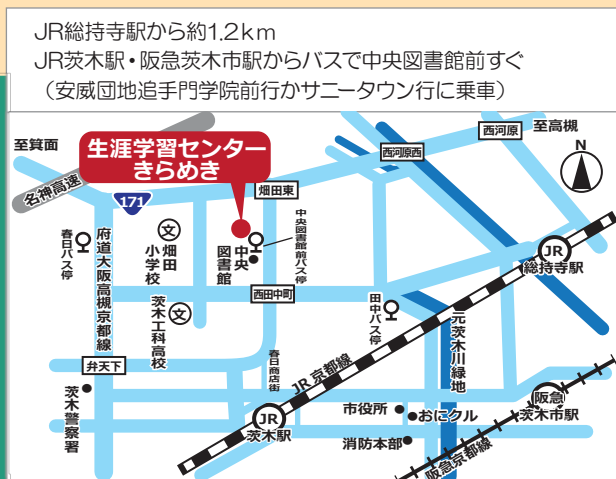 JR総持寺駅から約1.2km
JR茨木駅・阪急茨木市駅からバスで中央図書館前すぐ
（安威団地追手門学院前行かサニータウン行に乗車）
至箕面
名神高速
生涯学習センター
きらめき
171
畑田東
西河原西
西河原
至高槻
N
春日バス停
府道大阪高槻京都線
文
畑田
小学校
中央
図書館
中央図書館前バス停
JR
総持寺駅
西田中町
文
茨木工科高校
田中バス停
元茨木川緑地
弁天下
春日商店街
JR京都線
茨木警察署
JR
茨木駅
市役所
おにクル
消防本部
阪急
茨木市駅
阪急京都線